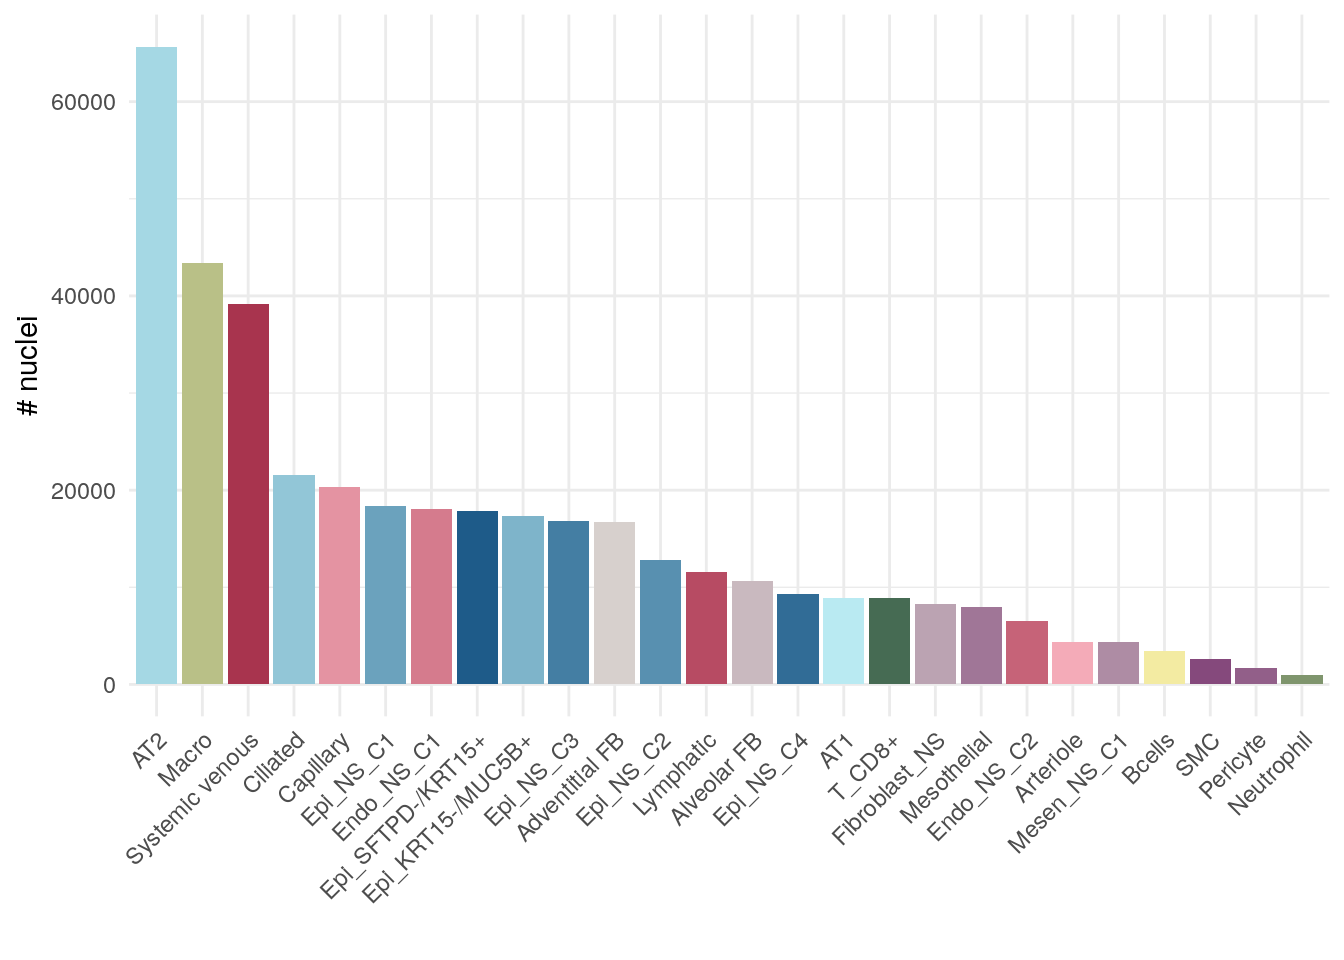 # nuclei
60000
40000
20000
0
AT2
Macro
Systemic venous
Ciliated
Capillary
Epi_NS_C1
Endo_NS_C1
Epi_SFTPD-/KRT15+
Epi_KRT15-/MUC5B+
Epi_NS_C3
Adventitial FB
Epi_NS_C2
Lymphatic
Alveolar FB
Epi_NS_C4
AT1
T_CD8+
Fibroblast_NS
Mesothelial
Endo_NS_C2
Arteriole
Mesen_NS_C1
Bcells
SMC
Pericyte
Neutrophil